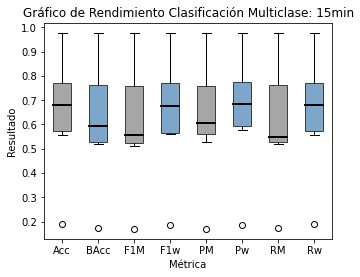 Gráfico de Rendimiento Clasificación Multiclase: 15min
1.0
0.9
0.8
0.7
0.6
0.5
0.4
0.3
0.2
Resultado
Acc BAcc F1M F1w PM Pw RM Rw
Métrica